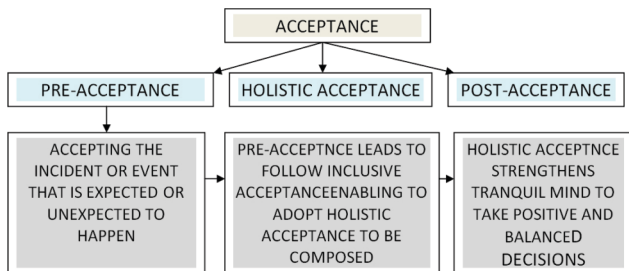 ACCEPTANCE
PRE-ACCEPTANCE
HOLISTIC ACCEPTANCE
POST-ACCEPTANCE
ACCEPTING THE
INCIDENT OR EVENT
THAT IS EXPECTED OR
UNEXPECTED TO
HAPPEN
PRE-ACCEPTNCE LEADS TO
FOLLOW INCLUSIVE
ACCEPTANCEENABLING TO
ADOPT HOLISTIC
ACCEPTANCE TO BE
COMPOSED
HOLISTIC ACCEPTNCE
STRENGTHENS
TRANQUIL MIND TO
TAKE POSITIVE AND
BALANCED
DECISIONS